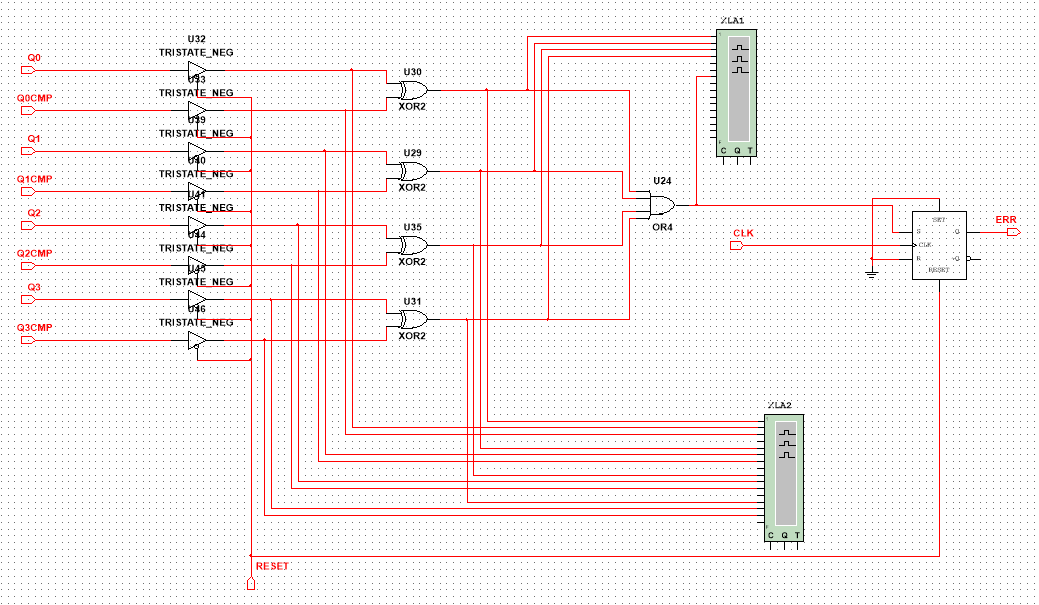 XLA1
U32
TRISTATE_NEG
Q0
U33
TRISTATE_NEG
Q0CMP
U30
XOR2
U39
TRISTATE_NEG
Q1
U40
TRISTATE_NEG
Q1CMP
U29
XOR2
C Q T
U41
TRISTATE_NEG
Q2
U44
TRISTATE_NEG
Q2CMP
U35
XOR2
U24
OR4
CLK
SET
S Q
CLK
R ~Q
RESET
ERR
U45
TRISTATE_NEG
Q3
U46
TRISTATE_NEG
Q3CMP
U31
XOR2
XLA2
C Q T
RESET